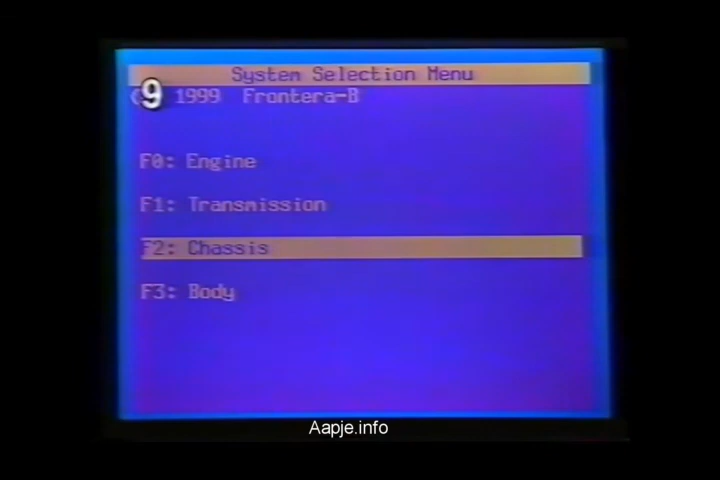 System Selection Menu
(9 1999 Frontera-B
F0: Engine
F1: Transmission
F2: Chassis
F3: Body
Aapje.info